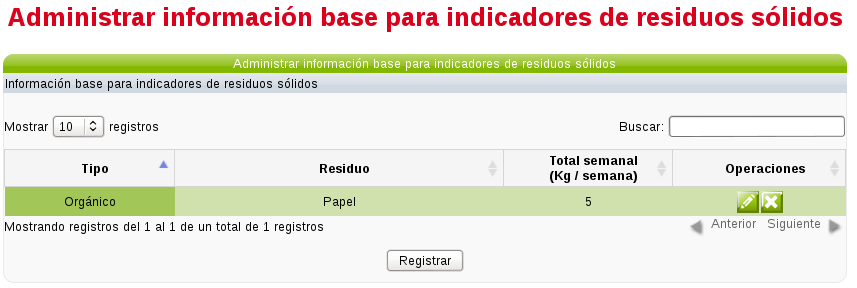 Administrar información base para indicadores de residuos sólidos
Administrar información base para indicadores de residuos sólidos
Información base para indicadores de residuos sólidos
Mostrar 10 registros Buscar:
Tipo Residuo Total semanal (Kg / semana) Operaciones
Orgánico Papel 5
Mostrando registros del 1 al 1 de un total de 1 registros Anterior Siguiente
Registrar